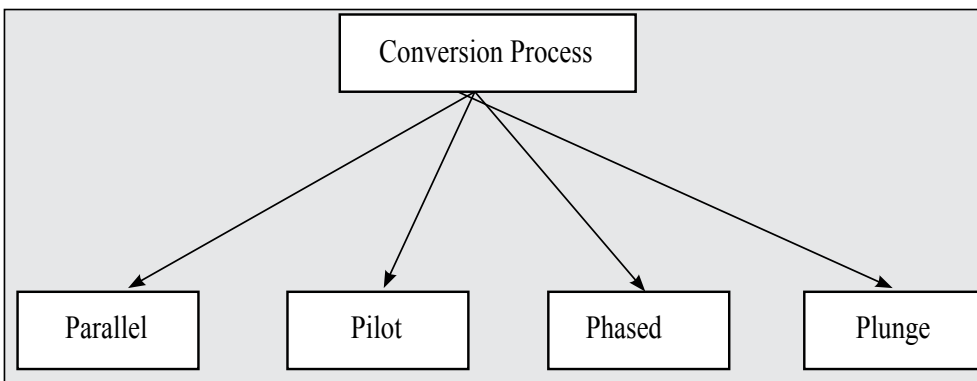 Conversion Process
Parallel
Pilot
Phased
Plunge